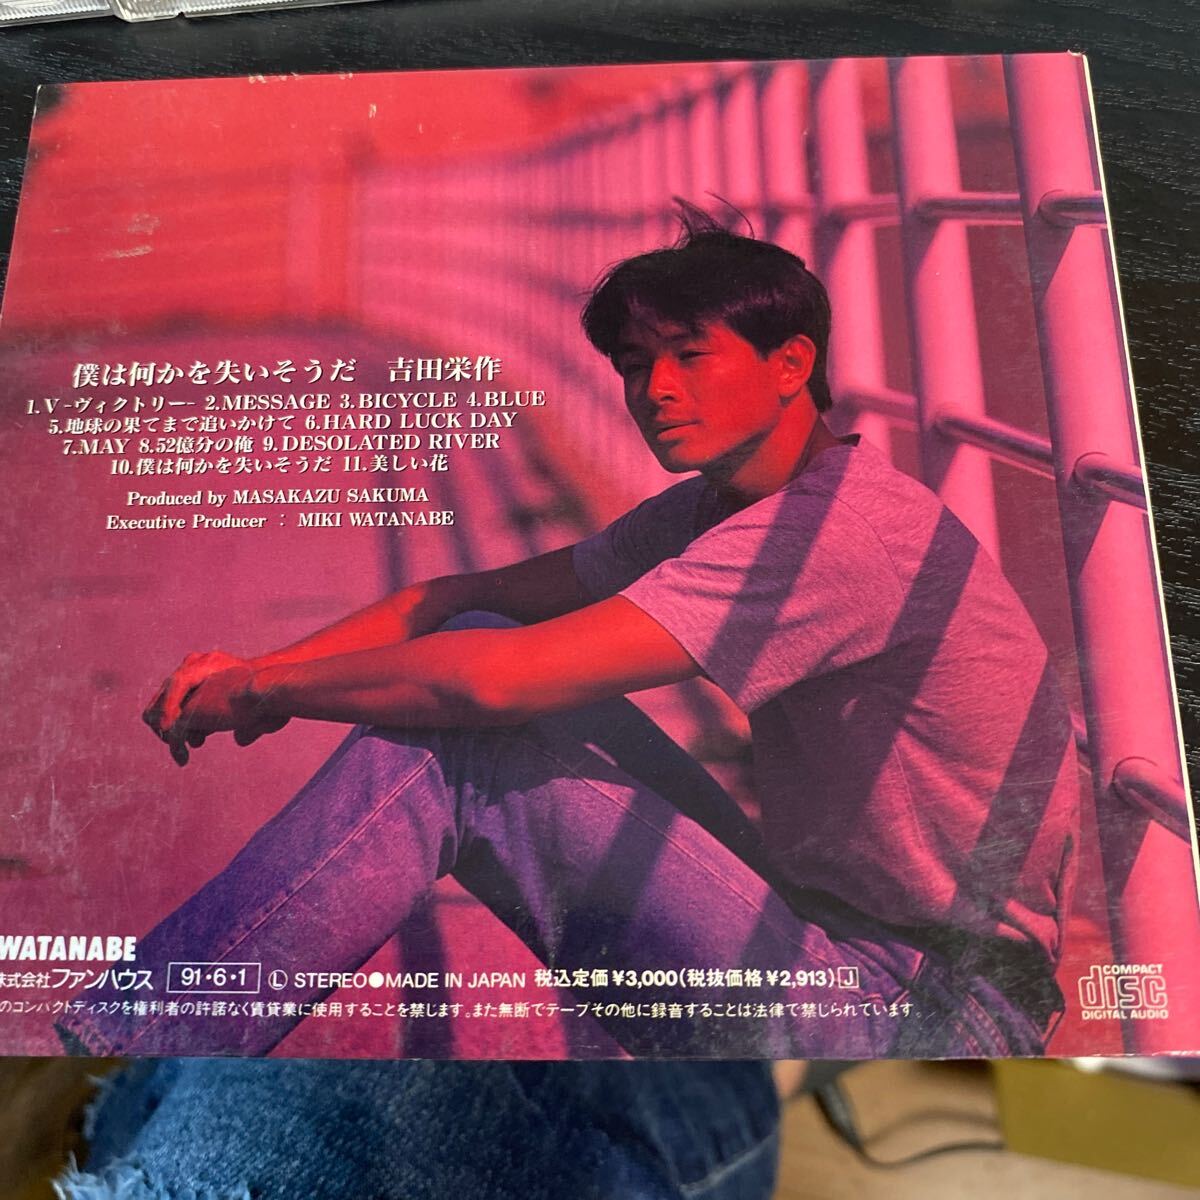 僕は何かを失いそうだ 吉田栄作
1.V-ヴィクトリー- 2.MESSAGE 3.BICYCLE 4.BLUE
5.地球の果てまで追いかけて 6.HARD LUCK DAY
7.MAY 8.52億分の俺 9.DESOLATED RIVER
10.僕は何かを失いそうだ 11.美しい花
Produced by MASAKAZU SAKUMA
Executive Producer : MIKI WATANABE
WATANABE
株式会社ファンハウス 91・6・1 Ⓛ STEREO●MADE IN JAPAN 税込定価¥3,000(税抜価格¥2,913) J
のコンパクトディスクを権利者の許諾なく賃貸業に使用することを禁じます。また無断でテープその他に録音することは法律で禁じられています。
COMPACT
disc
DIGITAL AUDIO